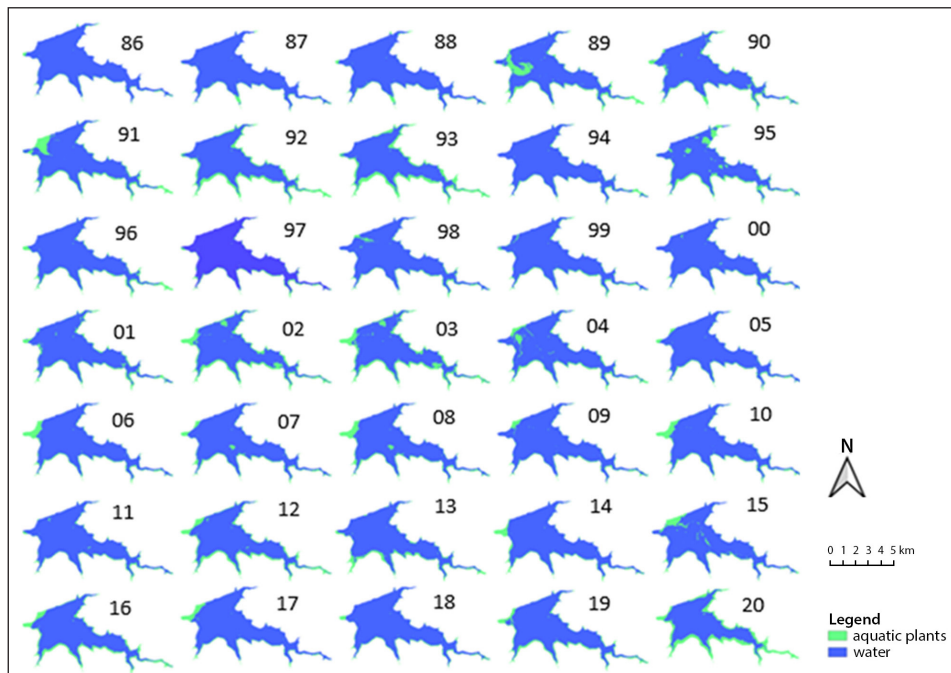 86 87 88 89 90
91 92 93 94 95
96 97 98 99 00
01 02 03 04 05
06 07 08 09 10
11 12 13 14 15
16 17 18 19 20
N
0 1 2 3 4 5 km
Legend
aquatic plants
water